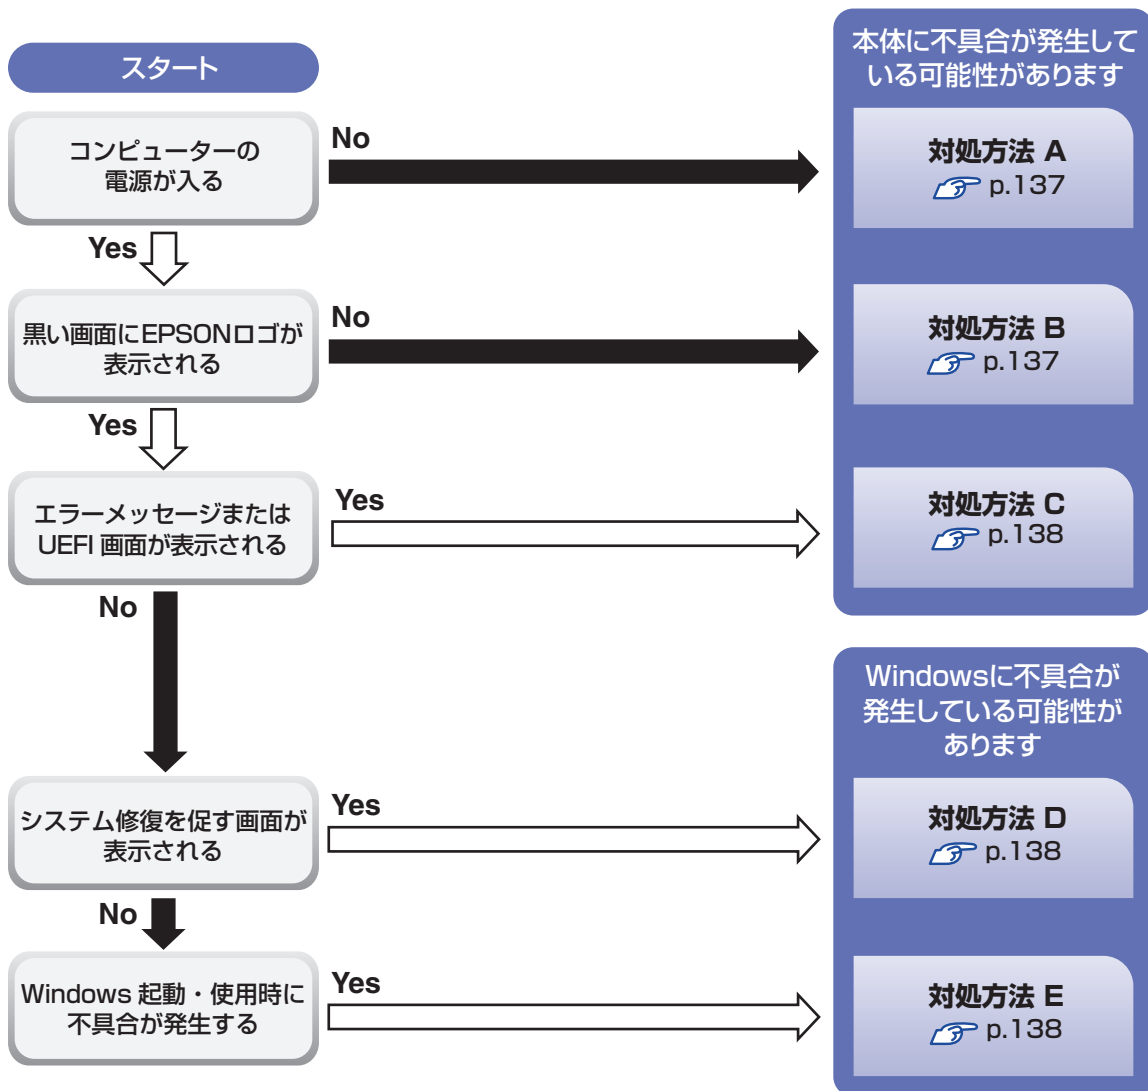 スタート
コンピューターの
電源が入る
No
Yes
黒い画面にEPSONロゴが
表示される
No
Yes
エラーメッセージまたは
UEFI 画面が表示される
Yes
No
システム修復を促す画面が
表示される
Yes
No
Windows 起動・使用時に
不具合が発生する
Yes
本体に不具合が発生して
いる可能性があります
対処方法 A
p.137
対処方法 B
p.137
対処方法 C
p.138
Windowsに不具合が
発生している可能性が
あります
対処方法 D
p.138
対処方法 E
p.138